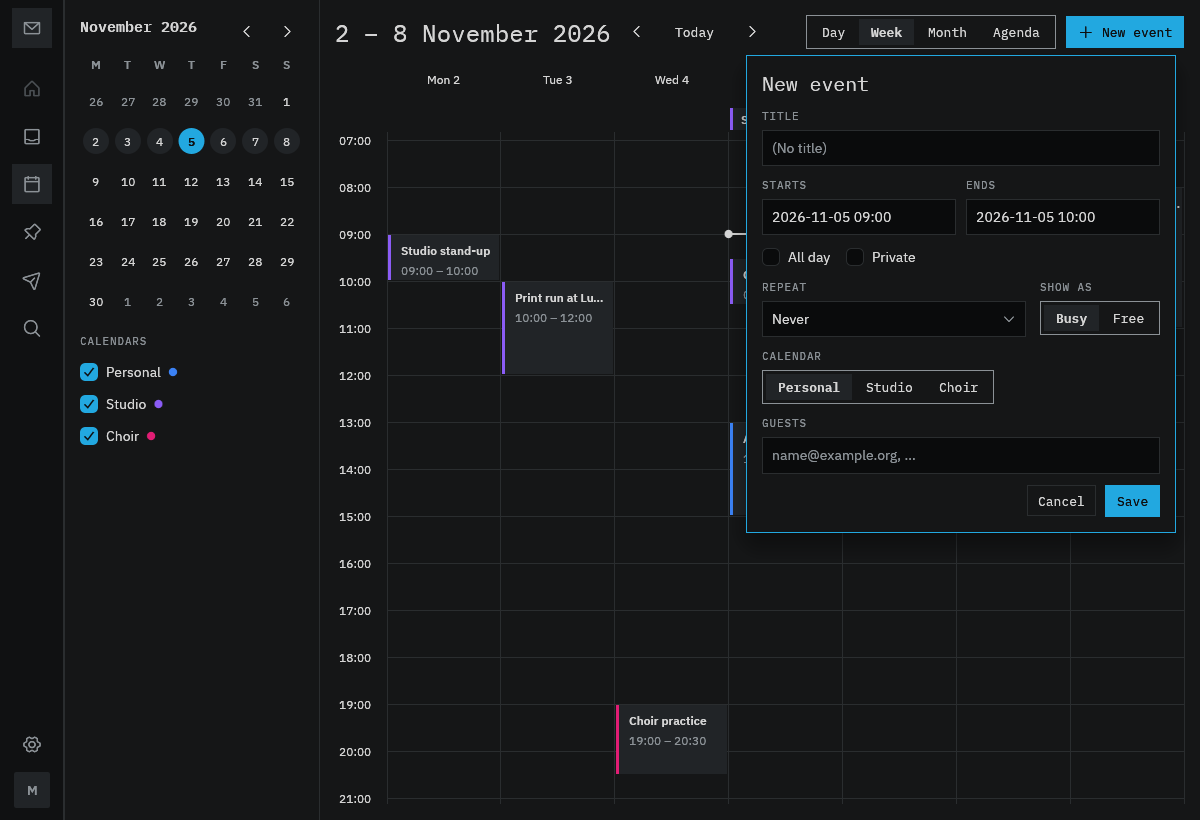 November 2026
M T W T F S S
26 27 28 29 30 31 1
2 3 4 5 6 7 8
9 10 11 12 13 14 15
16 17 18 19 20 21 22
23 24 25 26 27 28 29
30 1 2 3 4 5 6
CALENDARS
Personal
Studio
Choir
M
2 – 8 November 2026
Today
Day Week Month Agenda
+ New event
Mon 2 Tue 3 Wed 4
07:00
08:00
09:00
10:00
11:00
12:00
13:00
14:00
15:00
16:00
17:00
18:00
19:00
20:00
21:00
Studio stand-up
09:00 – 10:00
Print run at Lu...
10:00 – 12:00
Choir practice
19:00 – 20:30
New event
TITLE
(No title)
STARTS ENDS
2026-11-05 09:00 2026-11-05 10:00
All day Private
REPEAT SHOW AS
Never Busy Free
CALENDAR
Personal Studio Choir
GUESTS
name@example.org, ...
Cancel Save